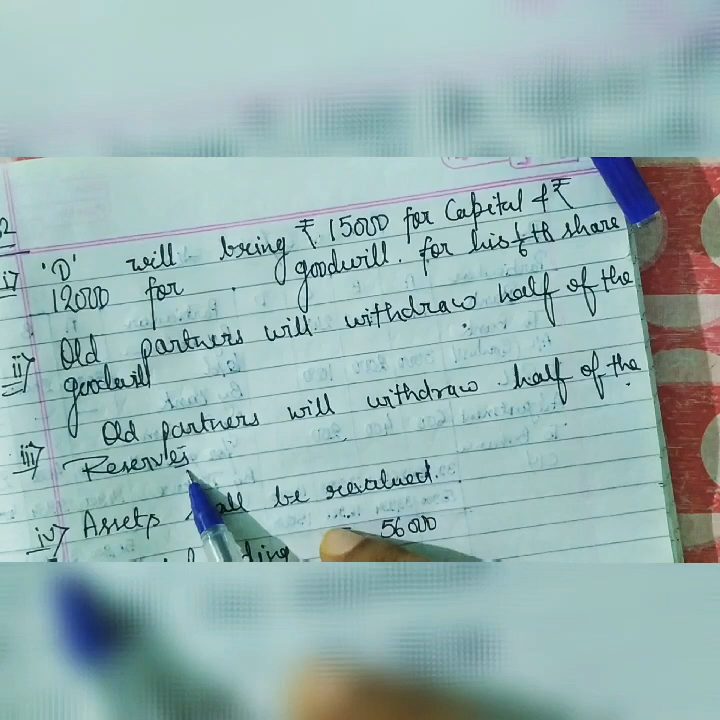 i> 'D' will bring ₹ 15000 for Capital & ₹
12000 for goodwill. for his 1/6th share
ii> Old partners will withdraw half of the
goodwill
iii> Old partners will withdraw half of the
Reserves
iv> Assets be revalued.
56000